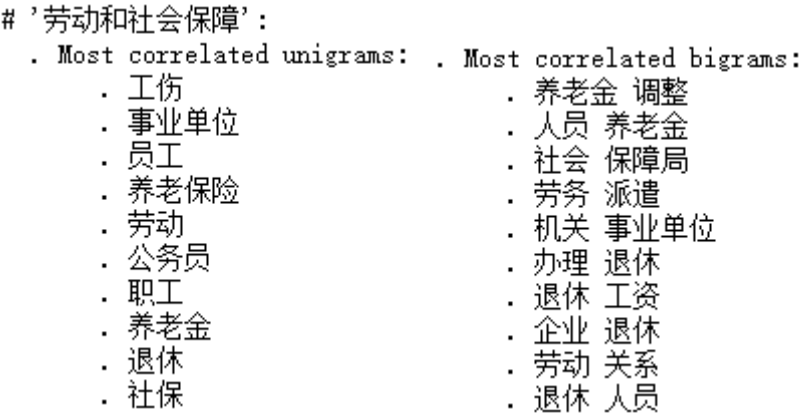 # '劳动和社会保障':
. Most correlated unigrams:
. 工伤
. 事业单位
. 员工
. 养老保险
. 劳动
. 公务员
. 职工
. 养老金
. 退休
. 社保
. Most correlated bigrams:
. 养老金 调整
. 人员 养老金
. 社会 保障局
. 劳务 派遣
. 机关 事业单位
. 办理 退休
. 退休 工资
. 企业 退休
. 劳动 关系
. 退休 人员